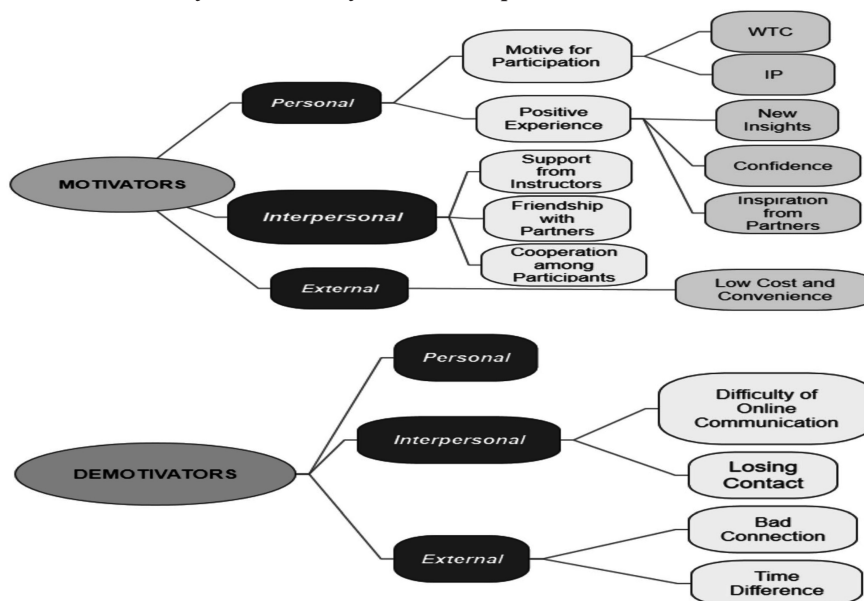 MOTIVATORS
Personal
Motive for
Participation
WTC
IP
Positive
Experience
New
Insights
Confidence
Inspiration
from
Partners
Interpersonal
Support
from
Instructors
Friendship
with
Partners
Cooperation
among
Participants
External
Low Cost and
Convenience
DEMOTIVATORS
Personal
Interpersonal
Difficulty of
Online
Communication
Losing
Contact
External
Bad
Connection
Time
Difference